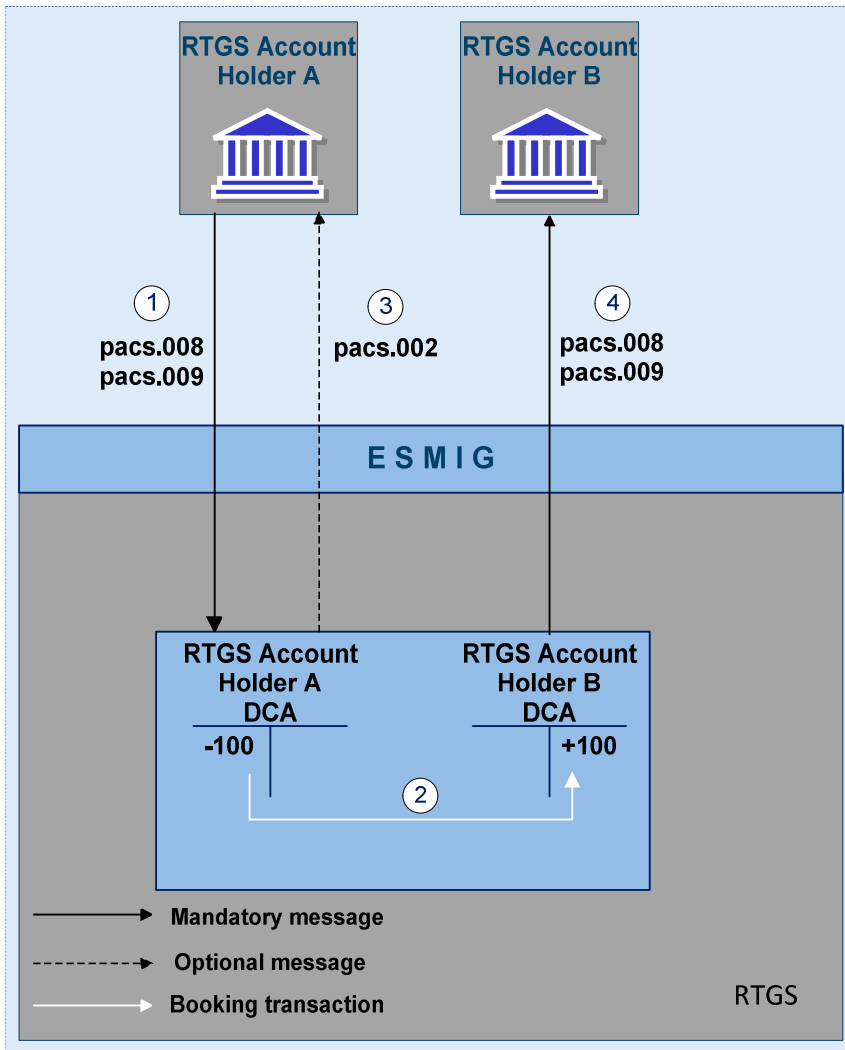 RTGS Account
Holder A
RTGS Account
Holder B
1
pacs.008
pacs.009
3
pacs.002
4
pacs.008
pacs.009
E S M I G
RTGS Account
Holder A
DCA
-100
RTGS Account
Holder B
DCA
+100
2
Mandatory message
Optional message
Booking transaction
RTGS